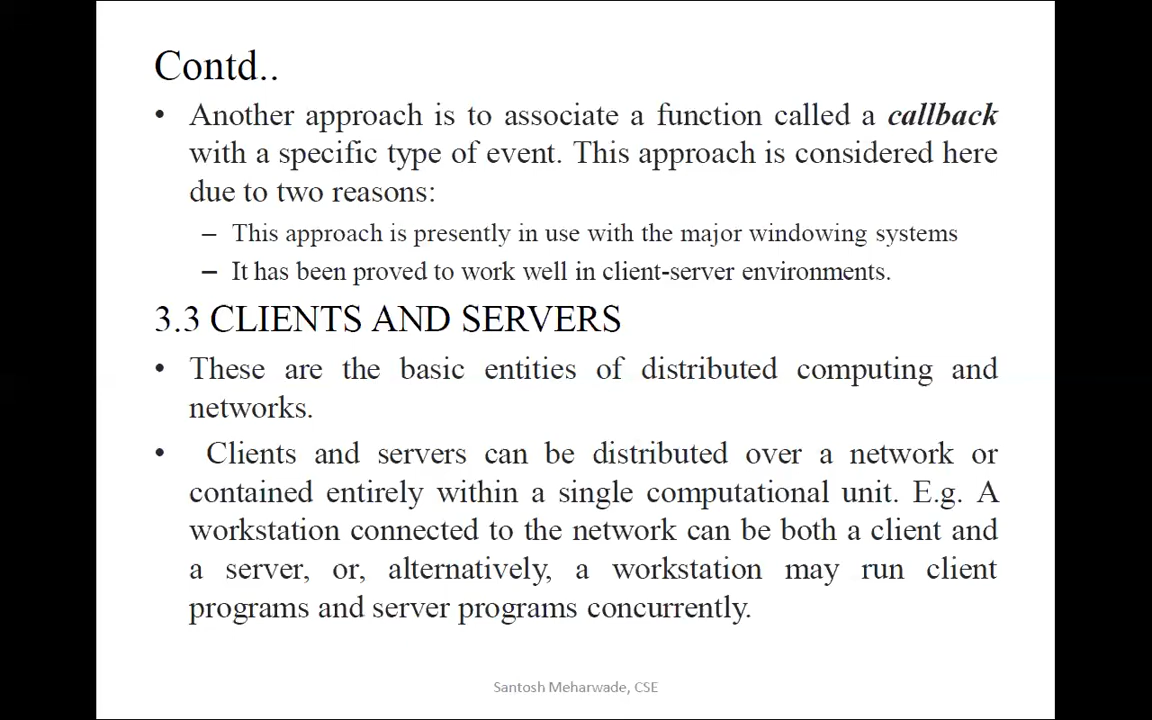 Contd..
• Another approach is to associate a function called a callback
with a specific type of event. This approach is considered here
due to two reasons:
– This approach is presently in use with the major windowing systems
– It has been proved to work well in client-server environments.
3.3 CLIENTS AND SERVERS
• These are the basic entities of distributed computing and
networks.
• Clients and servers can be distributed over a network or
contained entirely within a single computational unit. E.g. A
workstation connected to the network can be both a client and
a server, or, alternatively, a workstation may run client
programs and server programs concurrently.
Santosh Meharwade, CSE